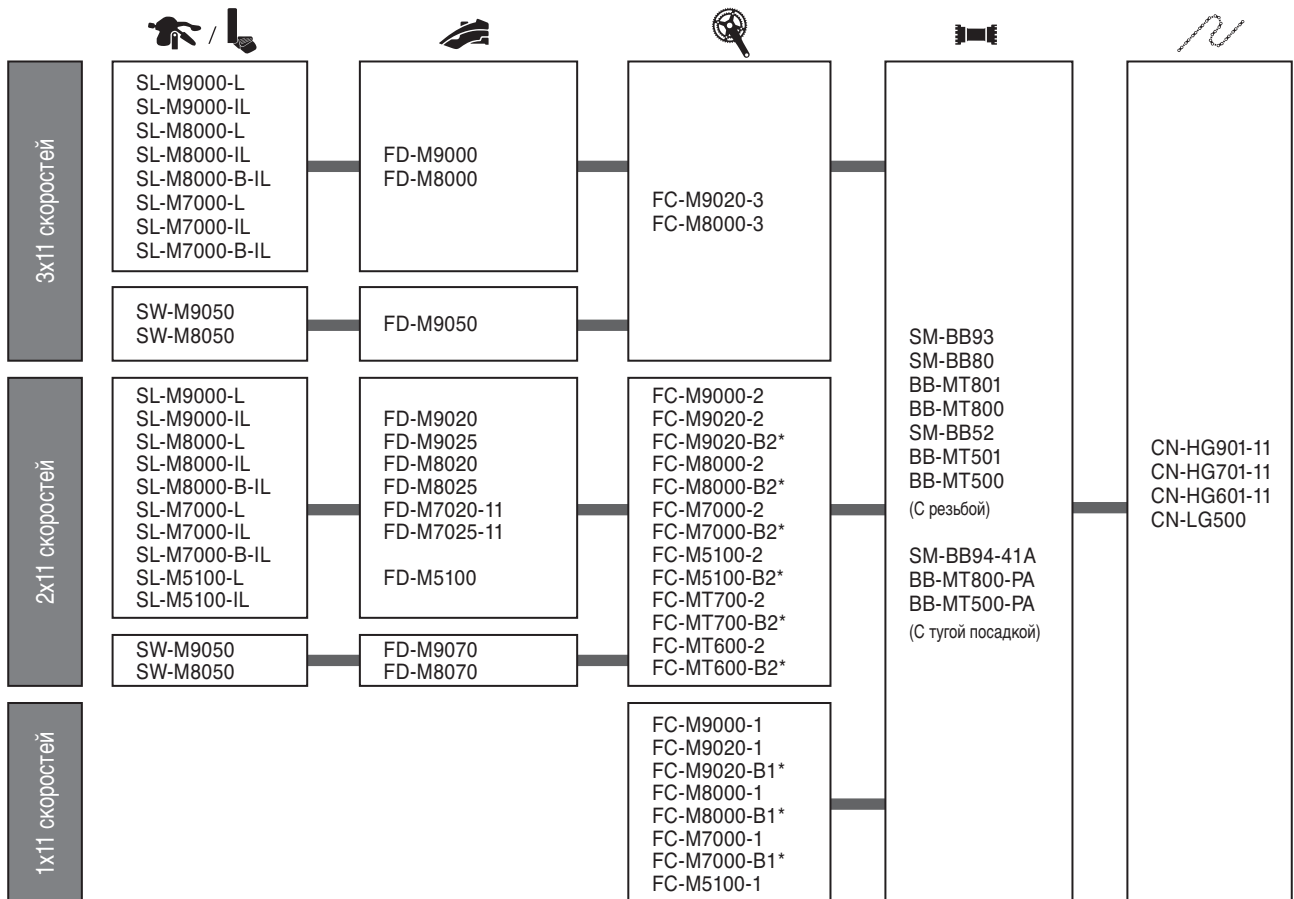 /
3x11 скоростей
SL-M9000-L
SL-M9000-IL
SL-M8000-L
SL-M8000-IL
SL-M8000-B-IL
SL-M7000-L
SL-M7000-IL
SL-M7000-B-IL
FD-M9000
FD-M8000
SW-M9050
SW-M8050
FD-M9050
FC-M9020-3
FC-M8000-3
2x11 скоростей
SL-M9000-L
SL-M9000-IL
SL-M8000-L
SL-M8000-IL
SL-M8000-B-IL
SL-M7000-L
SL-M7000-IL
SL-M7000-B-IL
SL-M5100-L
SL-M5100-IL
FD-M9020
FD-M9025
FD-M8020
FD-M8025
FD-M7020-11
FD-M7025-11
FD-M5100
SW-M9050
SW-M8050
FD-M9070
FD-M8070
FC-M9000-2
FC-M9020-2
FC-M9020-B2*
FC-M8000-2
FC-M8000-B2*
FC-M7000-2
FC-M7000-B2*
FC-M5100-2
FC-M5100-B2*
FC-MT700-2
FC-MT700-B2*
FC-MT600-2
FC-MT600-B2*
1x11 скоростей
FC-M9000-1
FC-M9020-1
FC-M9020-B1*
FC-M8000-1
FC-M8000-B1*
FC-M7000-1
FC-M7000-B1*
FC-M5100-1
SM-BB93
SM-BB80
BB-MT801
BB-MT800
SM-BB52
BB-MT501
BB-MT500
(С резьбой)
SM-BB94-41A
BB-MT800-PA
BB-MT500-PA
(С тугой посадкой)
CN-HG901-11
CN-HG701-11
CN-HG601-11
CN-LG500